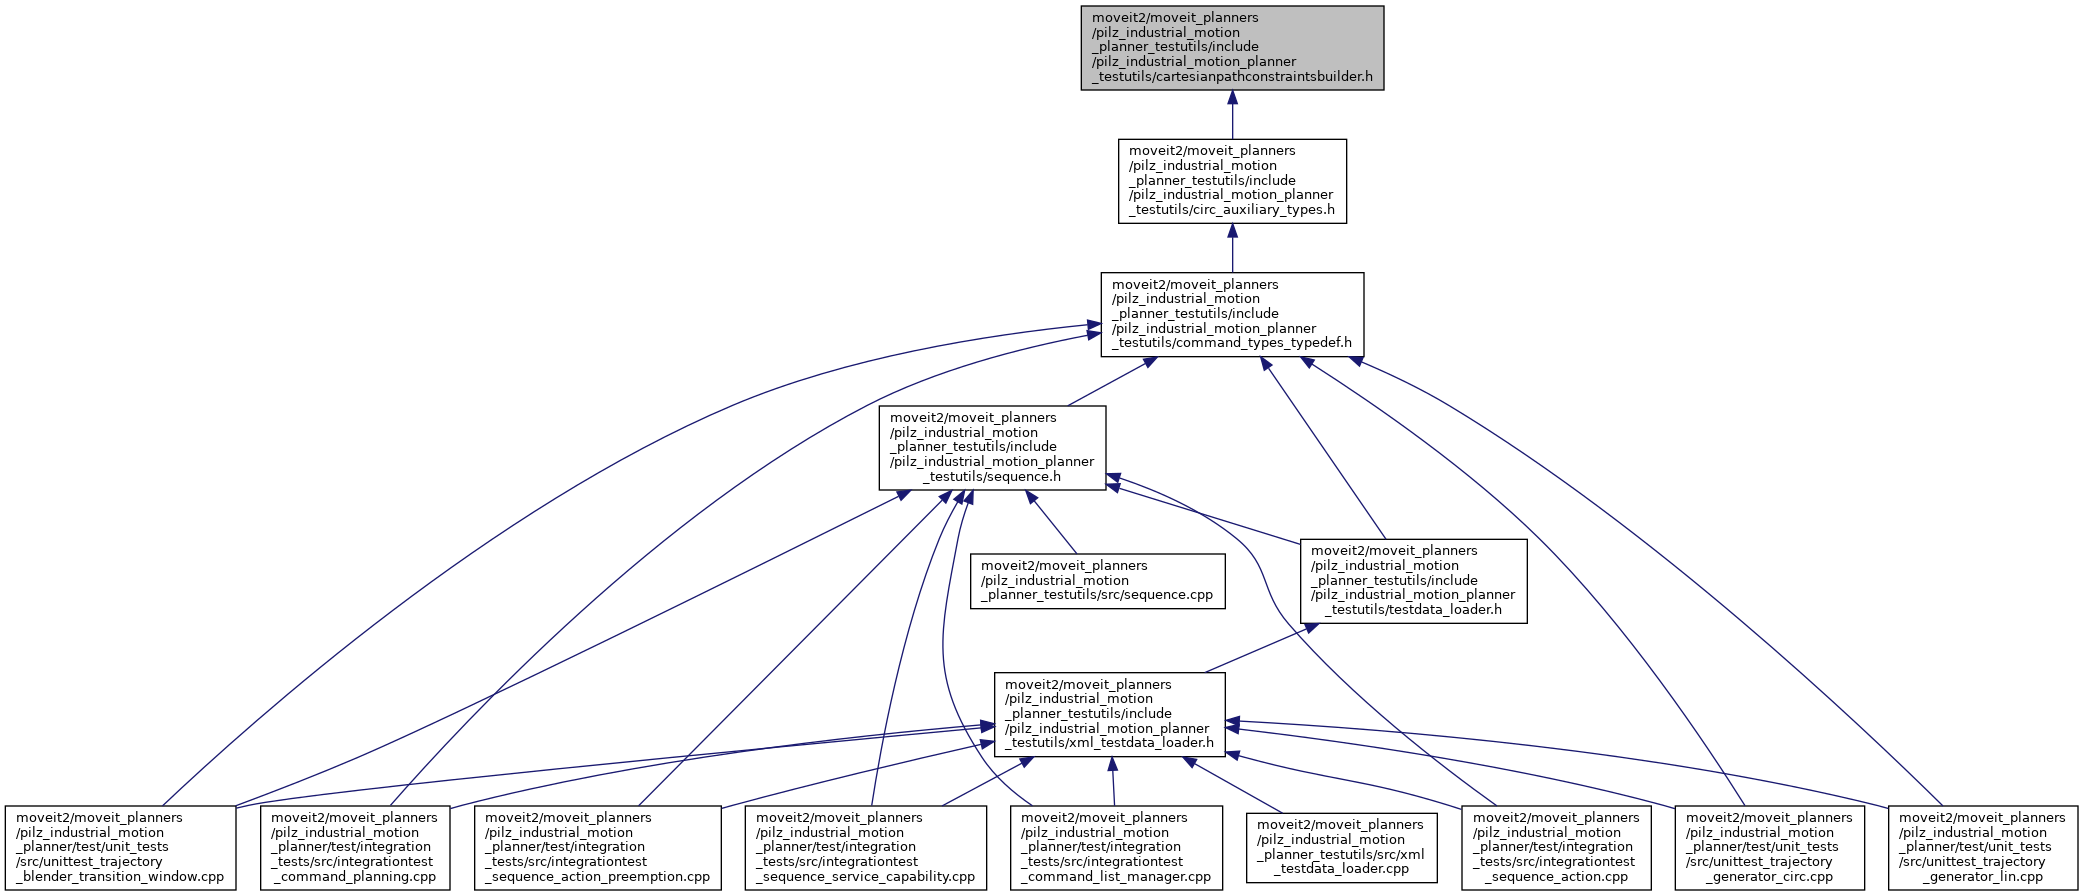 moveit2/moveit_planners
/pilz_industrial_motion
_planner_testutils/include
/pilz_industrial_motion_planner
_testutils/cartesianpathconstraintsbuilder.h
moveit2/moveit_planners
/pilz_industrial_motion
_planner_testutils/include
/pilz_industrial_motion_planner
_testutils/circ_auxiliary_types.h
moveit2/moveit_planners
/pilz_industrial_motion
_planner_testutils/include
/pilz_industrial_motion_planner
_testutils/command_types_typedef.h
moveit2/moveit_planners
/pilz_industrial_motion
_planner_testutils/include
/pilz_industrial_motion_planner
_testutils/sequence.h
moveit2/moveit_planners
/pilz_industrial_motion
_planner_testutils/src/sequence.cpp
moveit2/moveit_planners
/pilz_industrial_motion
_planner_testutils/include
/pilz_industrial_motion_planner
_testutils/testdata_loader.h
moveit2/moveit_planners
/pilz_industrial_motion
_planner_testutils/include
/pilz_industrial_motion_planner
_testutils/xml_testdata_loader.h
moveit2/moveit_planners
/pilz_industrial_motion
_planner/test/unit_tests
/src/unittest_trajectory
_blender_transition_window.cpp
moveit2/moveit_planners
/pilz_industrial_motion
_planner/test/integration
_tests/src/integrationtest
_command_planning.cpp
moveit2/moveit_planners
/pilz_industrial_motion
_planner/test/integration
_tests/src/integrationtest
_sequence_action_preemption.cpp
moveit2/moveit_planners
/pilz_industrial_motion
_planner/test/integration
_tests/src/integrationtest
_sequence_service_capability.cpp
moveit2/moveit_planners
/pilz_industrial_motion
_planner/test/integration
_tests/src/integrationtest
_command_list_manager.cpp
moveit2/moveit_planners
/pilz_industrial_motion
_planner_testutils/src/xml
_testdata_loader.cpp
moveit2/moveit_planners
/pilz_industrial_motion
_planner/test/integration
_tests/src/integrationtest
_sequence_action.cpp
moveit2/moveit_planners
/pilz_industrial_motion
_planner/test/unit_tests
/src/unittest_trajectory
_generator_circ.cpp
moveit2/moveit_planners
/pilz_industrial_motion
_planner/test/unit_tests
/src/unittest_trajectory
_generator_lin.cpp